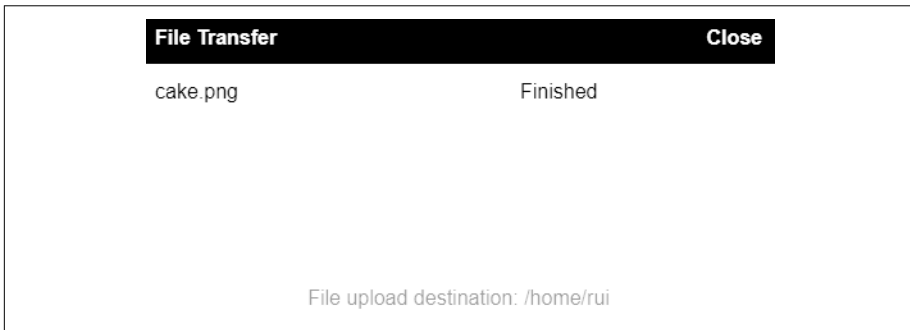 File Transfer Close
cake.png Finished
File upload destination: /home/rui